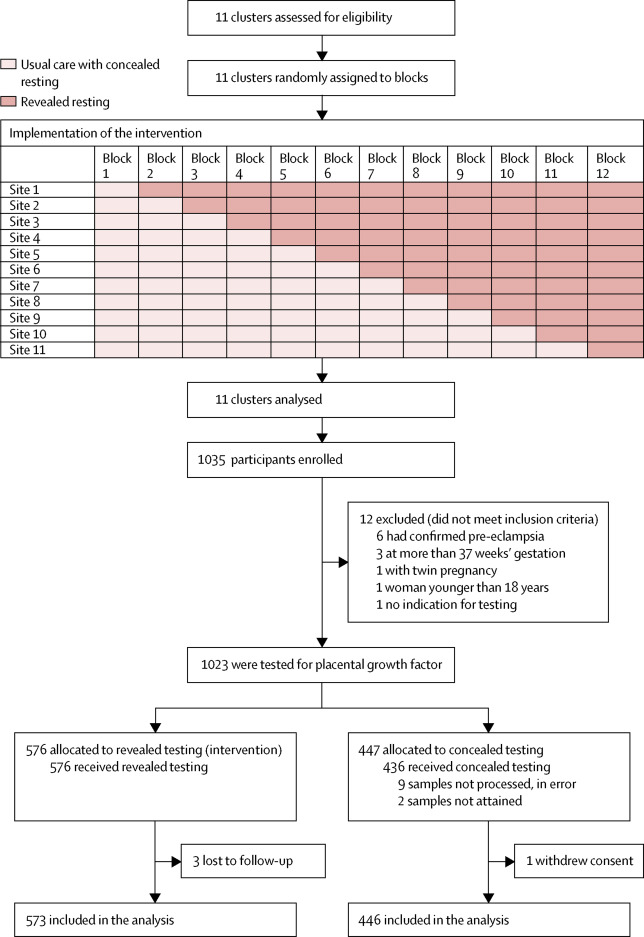 11 clusters assessed for eligibility
Usual care with concealed
resting
Revealed resting
11 clusters randomly assigned to blocks
Implementation of the intervention
Block 1 Block 2 Block 3 Block 4 Block 5 Block 6 Block 7 Block 8 Block 9 Block 10 Block 11 Block 12
Site 1
Site 2
Site 3
Site 4
Site 5
Site 6
Site 7
Site 8
Site 9
Site 10
Site 11
11 clusters analysed
1035 participants enrolled
12 excluded (did not meet inclusion criteria)
6 had confirmed pre-eclampsia
3 at more than 37 weeks' gestation
1 with twin pregnancy
1 woman younger than 18 years
1 no indication for testing
1023 were tested for placental growth factor
576 allocated to revealed testing (intervention)
576 received revealed testing
447 allocated to concealed testing
436 received concealed testing
9 samples not processed, in error
2 samples not attained
3 lost to follow-up
1 withdrew consent
573 included in the analysis
446 included in the analysis